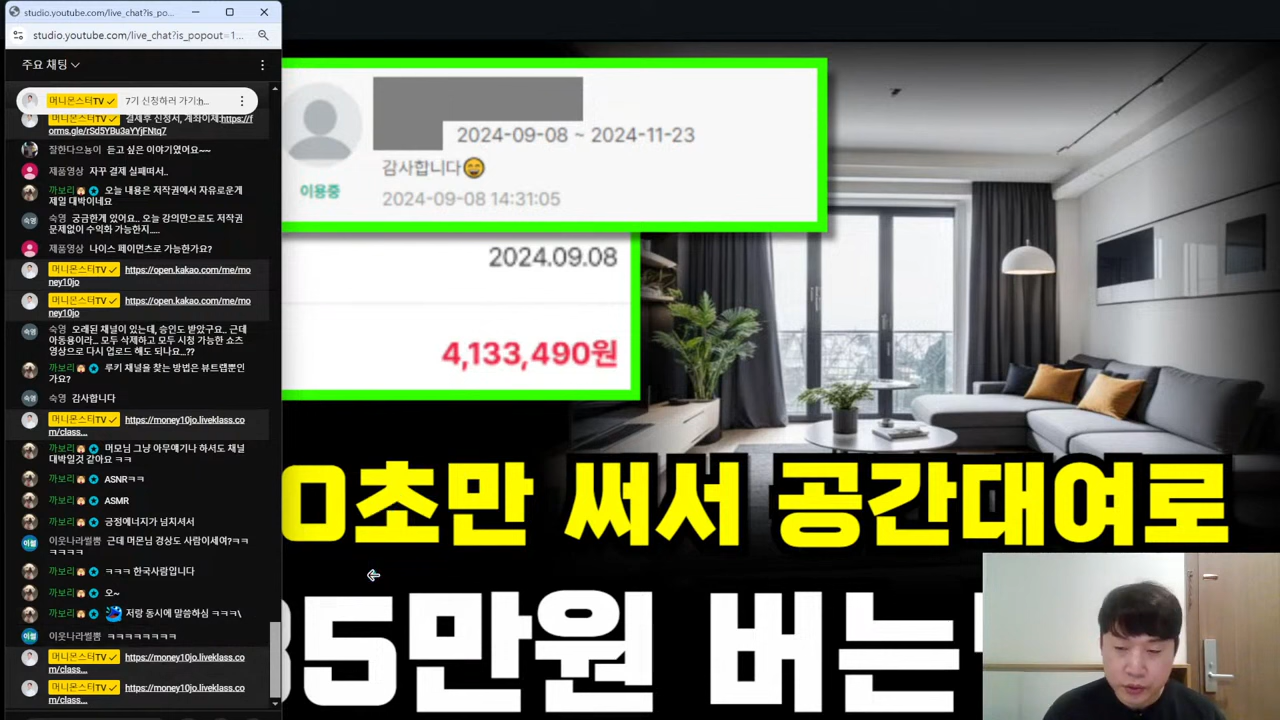 studio.youtube.com/live_chat?is_po...
studio.youtube.com/live_chat?is_popout=1...
주요 채팅
머니몬스터TV 7기 신청하러 가기:h...
머니몬스터TV 결제후 신청서, 계좌이체:https://f
orms.gle/rSd5YBu3aYYjFNtq7
잘한다으뇽이 듣고 싶은 이야기였어요~~
제품영상 자꾸 결제 실패떠서..
까보리 오늘 내용은 저작권에서 자유로운게
제일 대박이네요
숙영 궁금한게 있어요.. 오늘 강의만으로도 저작권
문제없이 수익화 가능한지.....
제품영상 나이스 페이먼츠로 가능한가요?
머니몬스터TV https://open.kakao.com/me/mo
ney10jo
머니몬스터TV https://open.kakao.com/me/mo
ney10jo
숙영 오래된 채널이 있는데, 승인도 받았구요.. 근데
아동용이라... 모두 삭제하고 모두 시청 가능한 쇼츠
영상으로 다시 업로드 해도 되나요...??
까보리 루키 채널을 찾는 방법은 뷰트랩뿐인
가요?
숙영 감사합니다
머니몬스터TV https://money10jo.liveklass.co
m/class...
까보리 머모님 그냥 아무얘기나 하셔도 채널
대박일것 같아요 ㅋㅋ
까보리 ASNRㅋㅋ
까보리 ASMR
까보리 긍정에너지가 넘치셔서
이웃나라썰뿜 근데 머몬님 경상도 사람이세여?ㅋㅋ
ㅋㅋㅋㅋㅋ
까보리 ㅋㅋㅋ 한국사람입니다
까보리 오~
까보리 저랑 동시에 말씀하심 ㅋㅋㅋ\
이웃나라썰뿜 ㅋㅋㅋㅋㅋㅋㅋㅋ
머니몬스터TV https://money10jo.liveklass.co
m/class...
머니몬스터TV https://money10jo.liveklass.co
m/class...
2024-09-08 ~ 2024-11-23
감사합니다
이용중
2024-09-08 14:31:05
2024.09.08
4,133,490원
0초만 써서 공간대여로
35만원 버는